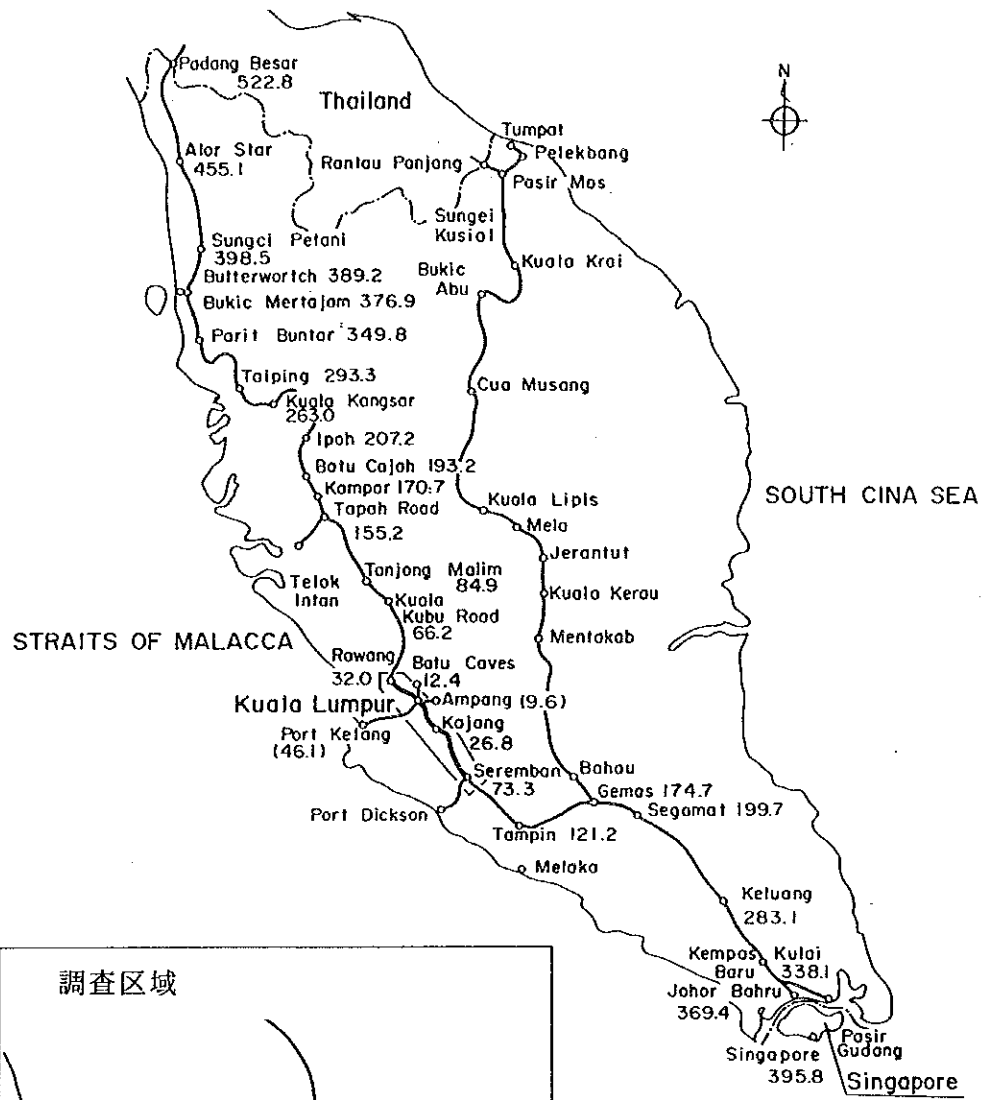 N
Padang Besar
522.8
Thailand
Tumpat
Pelekbang
Rantau Panjang
Pasir Mas
Alor Star
455.1
Sungei
Kusial
Sungci Petani
398.5
Kuala Krai
Bukic
Abu
Butterwortch 389.2
Bukic Mertajam 376.9
Parit Buntar 349.8
Taiping 293.3
Cua Musang
Kuala Kangsar
263.0
Ipoh 207.2
Batu Cajah 193.2
Kampar 170.7
Tapah Road
155.2
SOUTH CINA SEA
Kuala Lipis
Mela
Jerantut
Tanjong Malim
84.9
Telok
Intan
Kuala
Kubu Road
66.2
Kuala Kerau
Mentakab
STRAITS OF MALACCA
Rawang
32.0
Batu Caves
12.4
Kuala Lumpur
Ampang (9.6)
Port Kelang
(46.1)
Kajang
26.8
Seremban
73.3
Bahau
Gemas 174.7
Segamat 199.7
Port Dickson
Tampin 121.2
Melaka
Keluang
283.1
Kempas
Baru
Kulai
338.1
Johor Bahru
369.4
Pasir
Gudang
Singapore
395.8
Singapore
調査区域